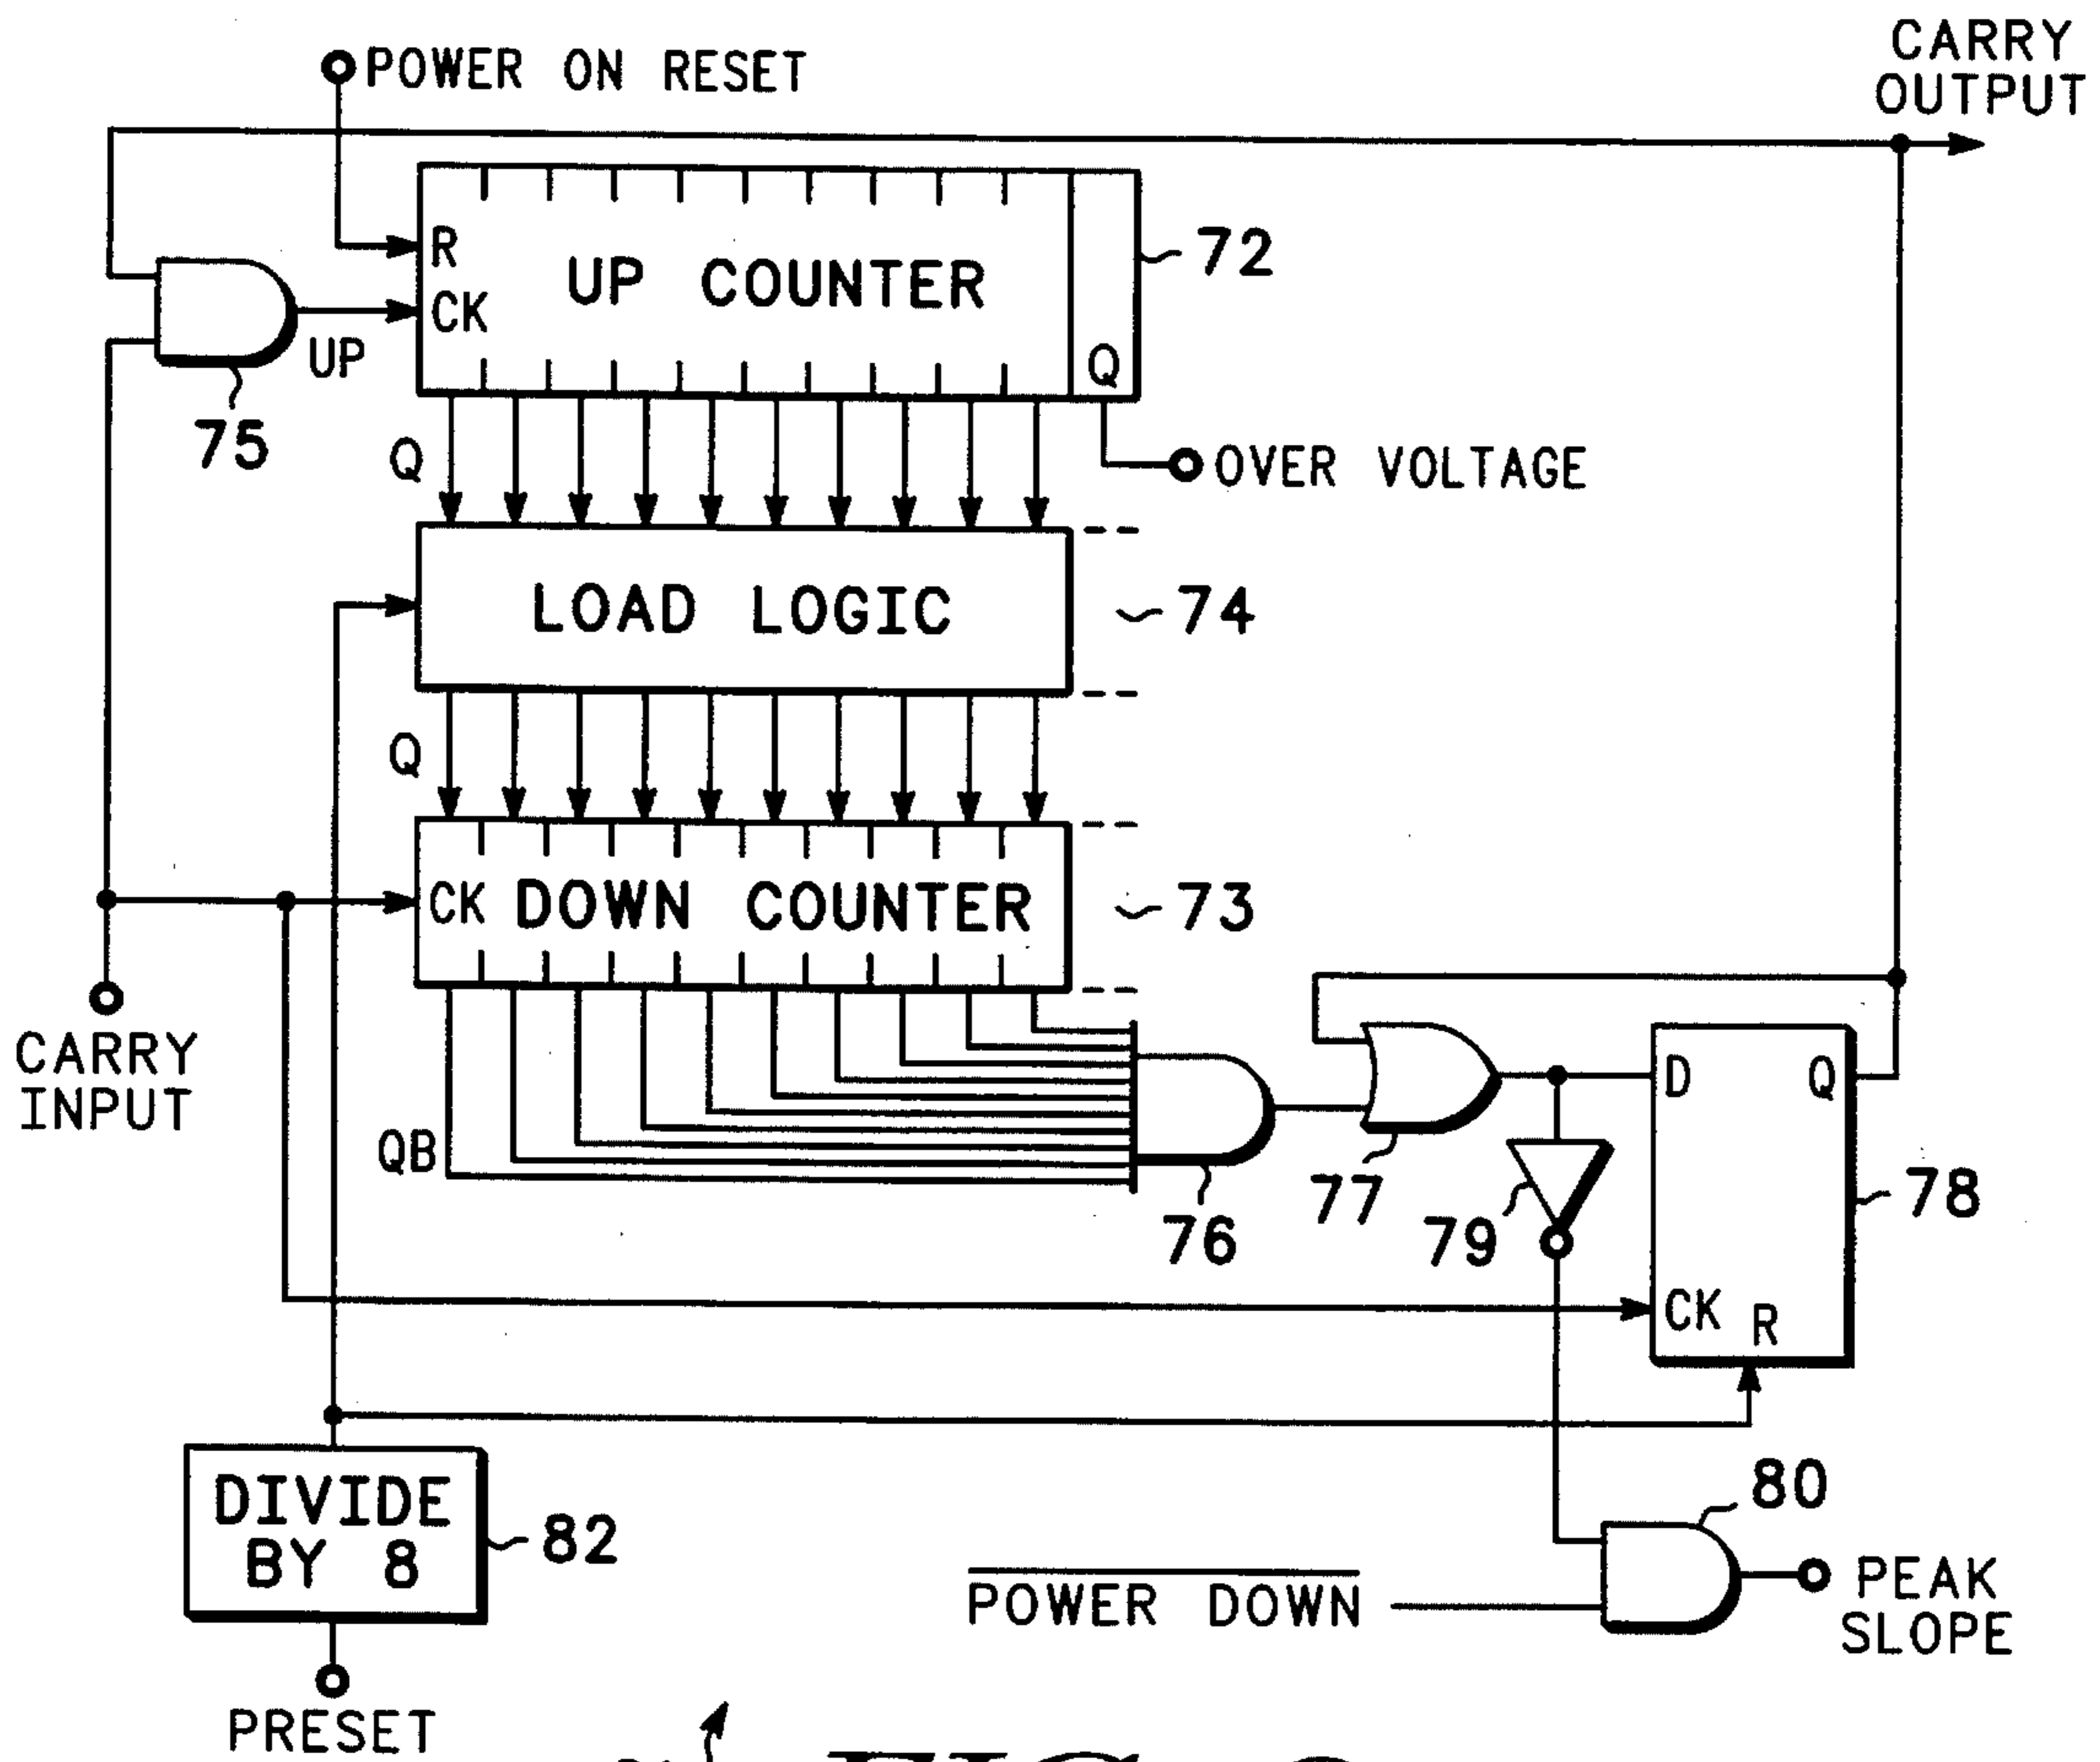 CARRY
OUTPUT
POWER ON RESET
R
UP COUNTER
72
CK
UP
Q
75
Q
OVER VOLTAGE
LOAD LOGIC
74
Q
CK DOWN COUNTER
73
CARRY
INPUT
QB
76
77
79
D
Q
78
CK
R
DIVIDE
BY 8
82
80
POWER DOWN
PEAK
SLOPE
PRESET